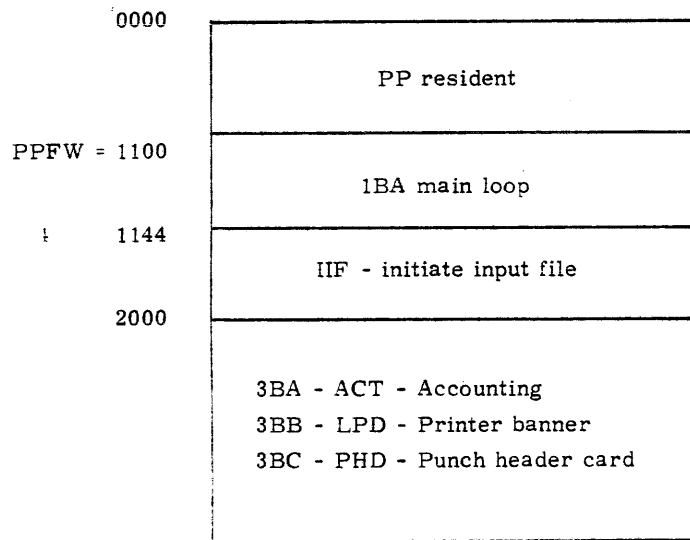 0000
PP resident
PPFW = 1100
1BA main loop
1144
IIF - initiate input file
2000
3BA - ACT - Accounting
3BB - LPD - Printer banner
3BC - PHD - Punch header card